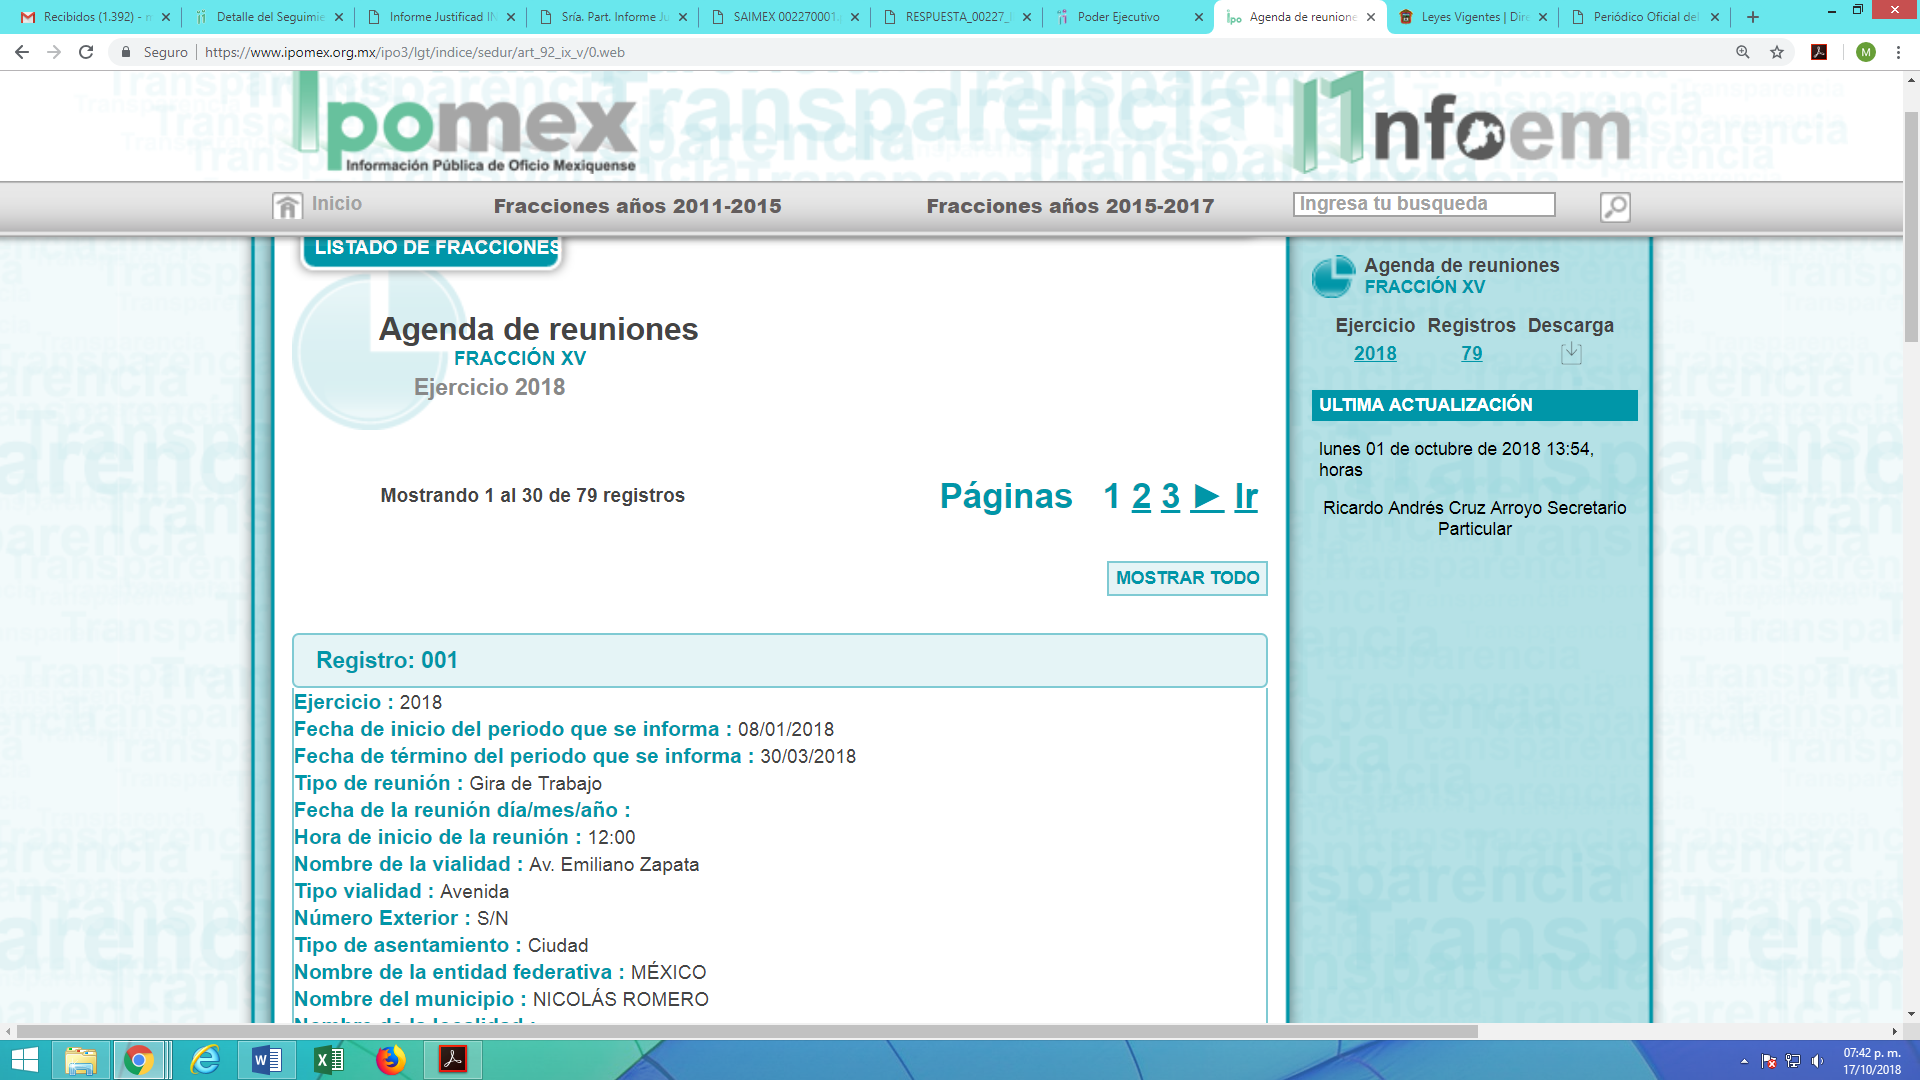 Recibidos (1.392) - n
Detalle del Seguimie
Informe Justificad IN
Sría. Part. Informe Ju
SAIMEX 002270001.
RESPUESTA_00227_
Poder Ejecutivo
Agenda de reunione
Leyes Vigentes | Dire
Periódico Oficial del
Seguro
https://www.ipomex.org.mx/ipo3/lgt/indice/sedur/art_92_ix_v/0.web
M
Ipomex
Información Pública de Oficio Mexiquense
Transparencia
Infoem
Inicio
Fracciones años 2011-2015
Fracciones años 2015-2017
Ingresa tu busqueda
LISTADO DE FRACCIONES
Agenda de reuniones
FRACCIÓN XV
Ejercicio 2018
Mostrando 1 al 30 de 79 registros
Páginas 1 2 3 ► Ir
MOSTRAR TODO
Registro: 001
Ejercicio : 2018
Fecha de inicio del periodo que se informa : 08/01/2018
Fecha de término del periodo que se informa : 30/03/2018
Tipo de reunión : Gira de Trabajo
Fecha de la reunión día/mes/año :
Hora de inicio de la reunión : 12:00
Nombre de la vialidad : Av. Emiliano Zapata
Tipo vialidad : Avenida
Número Exterior : S/N
Tipo de asentamiento : Ciudad
Nombre de la entidad federativa : MÉXICO
Nombre del municipio : NICOLÁS ROMERO
Nombre de la localidad :
Agenda de reuniones
FRACCIÓN XV
Ejercicio Registros Descarga
2018 79
ULTIMA ACTUALIZACIÓN
lunes 01 de octubre de 2018 13:54,
horas
Ricardo Andrés Cruz Arroyo Secretario
Particular
07:42 p. m.
17/10/2018